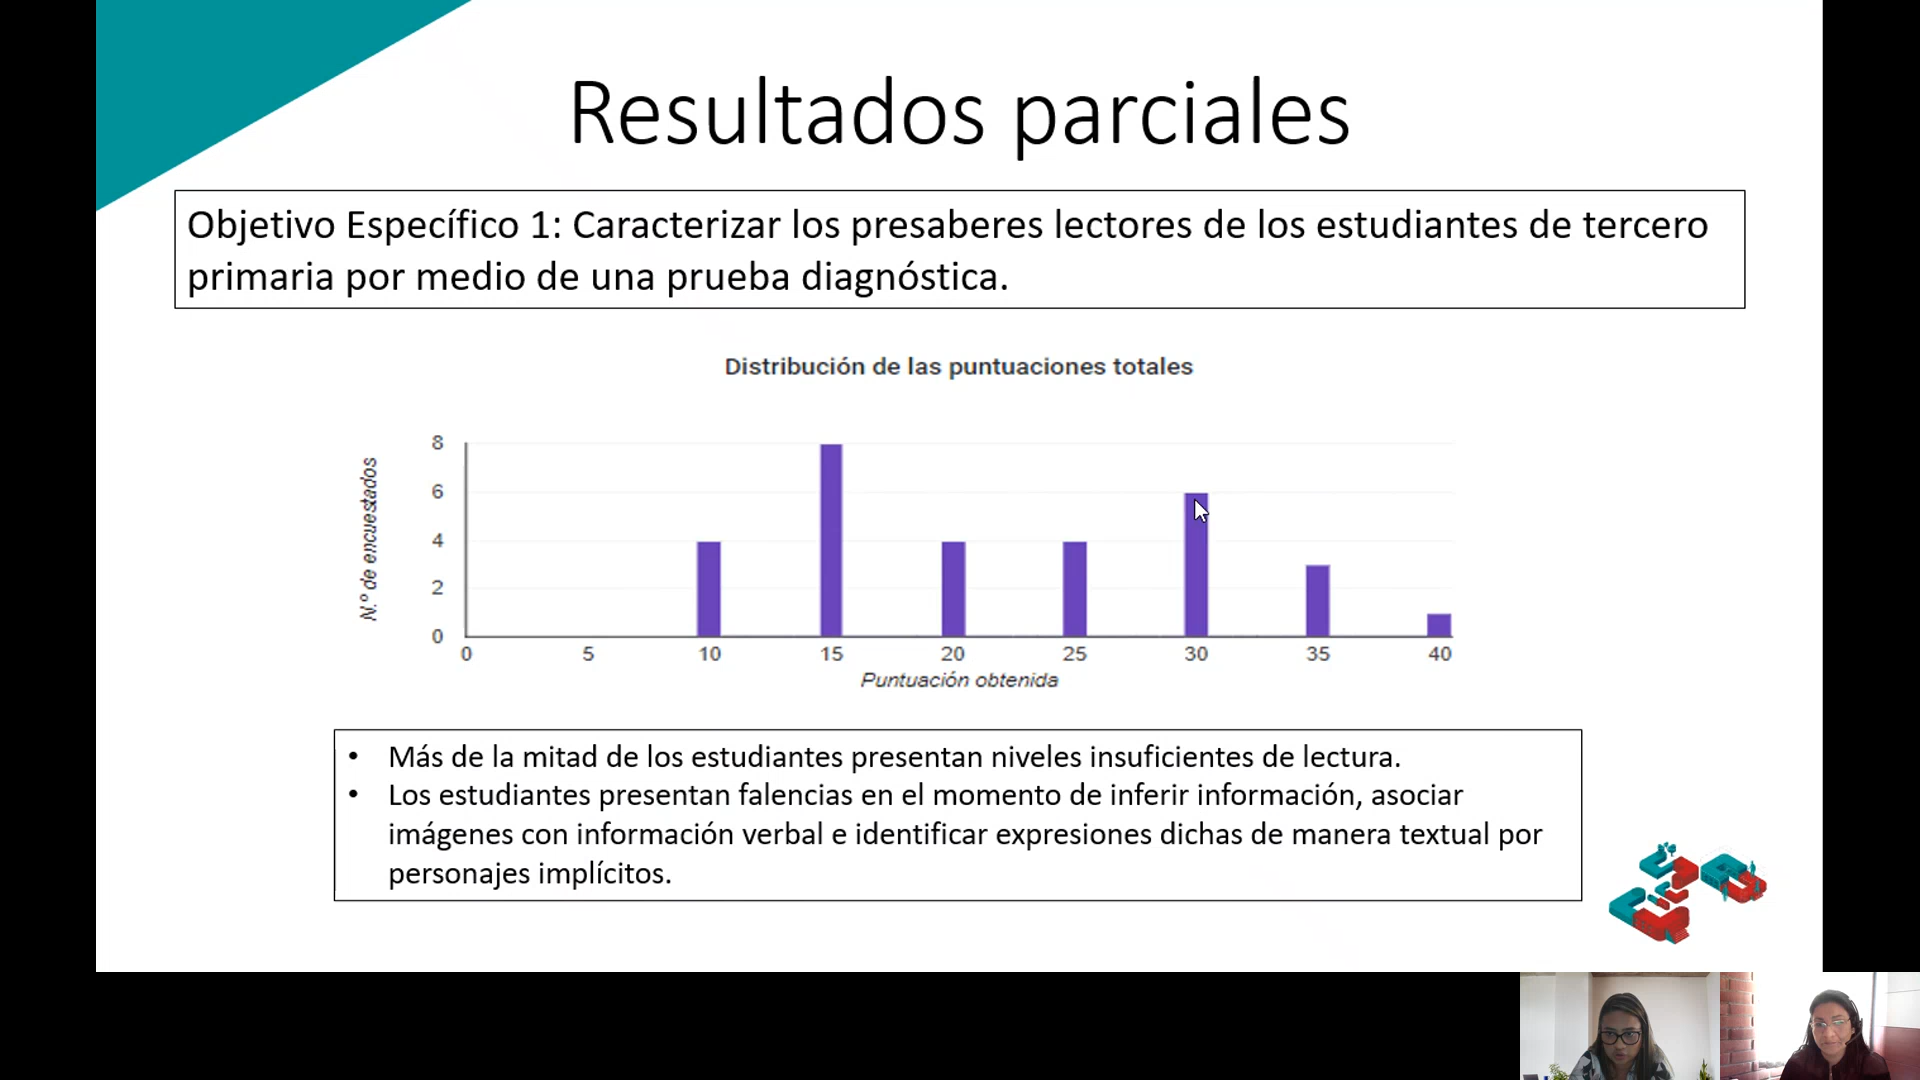 Resultados parciales
Objetivo Específico 1: Caracterizar los presaberes lectores de los estudiantes de tercero
primaria por medio de una prueba diagnóstica.
Distribución de las puntuaciones totales
N.º de encuestados
8
6
4
2
0
0 5 10 15 20 25 30 35 40
Puntuación obtenida
• Más de la mitad de los estudiantes presentan niveles insuficientes de lectura.
• Los estudiantes presentan falencias en el momento de inferir información, asociar
imágenes con información verbal e identificar expresiones dichas de manera textual por
personajes implícitos.